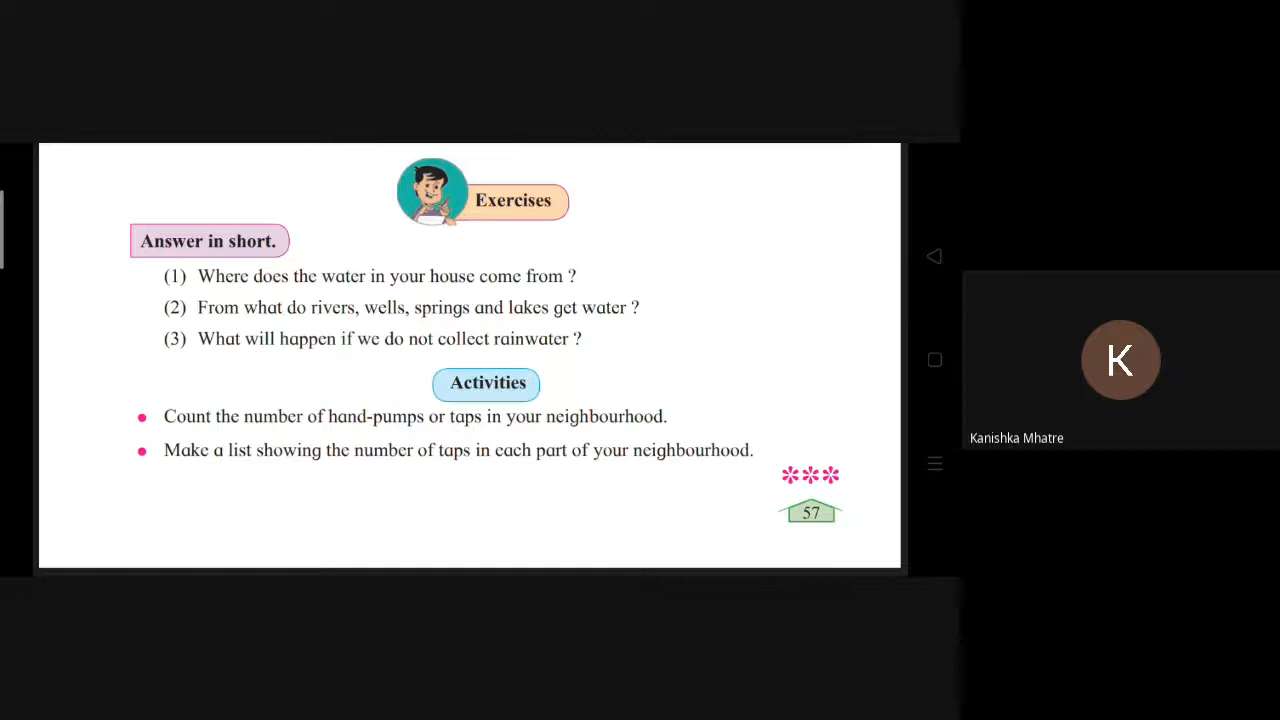 Exercises
Answer in short.
(1) Where does the water in your house come from ?
(2) From what do rivers, wells, springs and lakes get water ?
(3) What will happen if we do not collect rainwater ?
Activities
• Count the number of hand-pumps or taps in your neighbourhood.
• Make a list showing the number of taps in each part of your neighbourhood.
***
57
K
Kanishka Mhatre